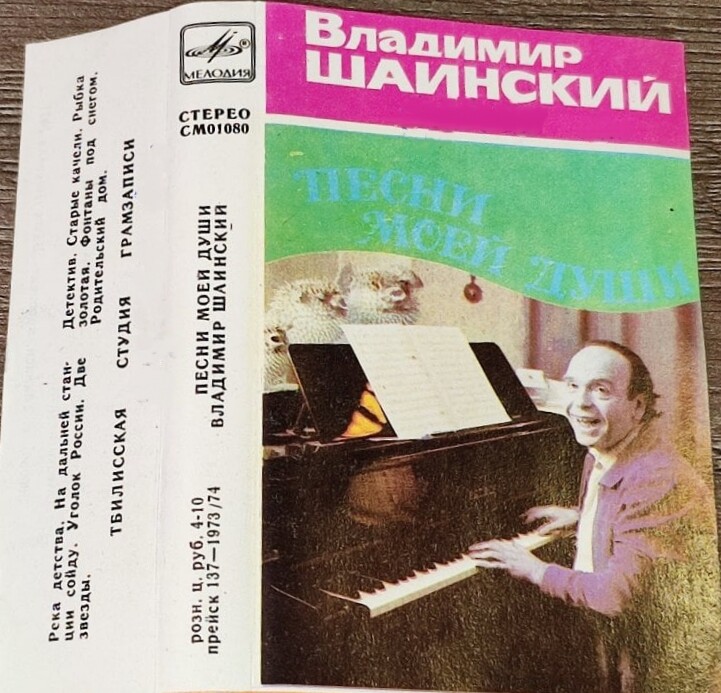 Река детства. На дальней стан-
ции сойду. Уголок России. Две
звезды.
Детектив. Старые качели. Рыбка
золотая. Фонтаны под снегом.
Родительский дом.
ТБИЛИССКАЯ СТУДИЯ ГРАМЗАПИСИ
МЕЛОДИЯ
СТЕРЕО
СМ01080
ПЕСНИ МОЕЙ ДУШИ
ВЛАДИМИР ШАИНСКИЙ
розн. ц. руб. 4-10
прейск 137—1973/74
Владимир
ШАИНСКИЙ
ПЕСНИ
МОЕЙ ДУШИ